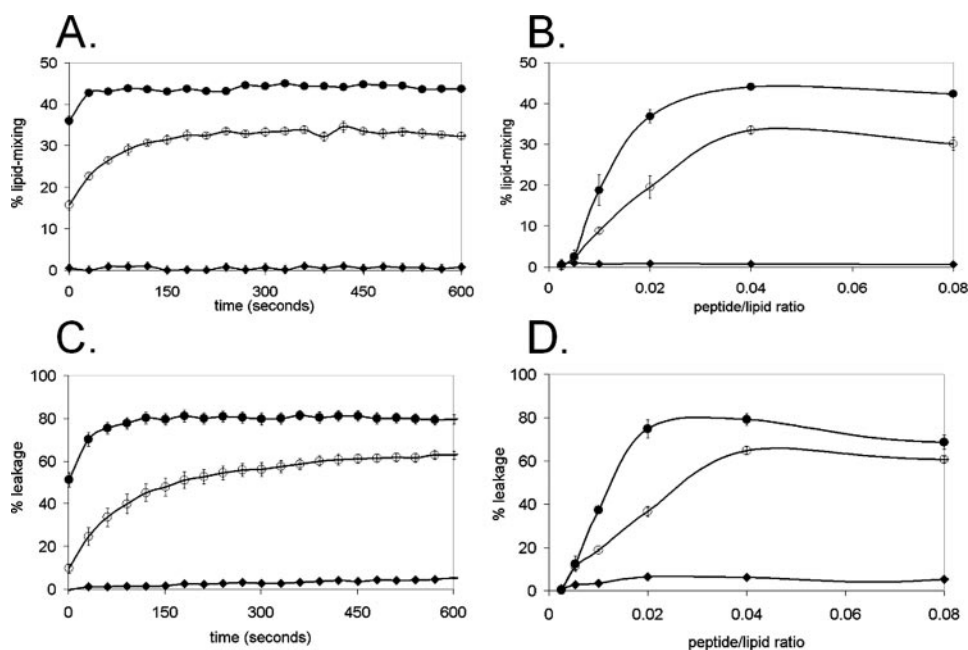 A.
50
40
30
20
10
0
% lipid-mixing
0 150 300 450 600
time (seconds)
B.
50
40
30
20
10
0
% lipid-mixing
0 0.02 0.04 0.06 0.08
peptide/lipid ratio
C.
100
80
60
40
20
0
% leakage
0 150 300 450 600
time (seconds)
D.
100
80
60
40
20
0
% leakage
0 0.02 0.04 0.06 0.08
peptide/lipid ratio